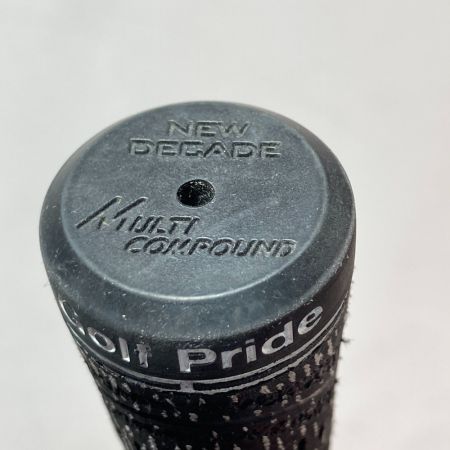 NEW
DECADE
MULTI
COMPOUND
Golf Pride